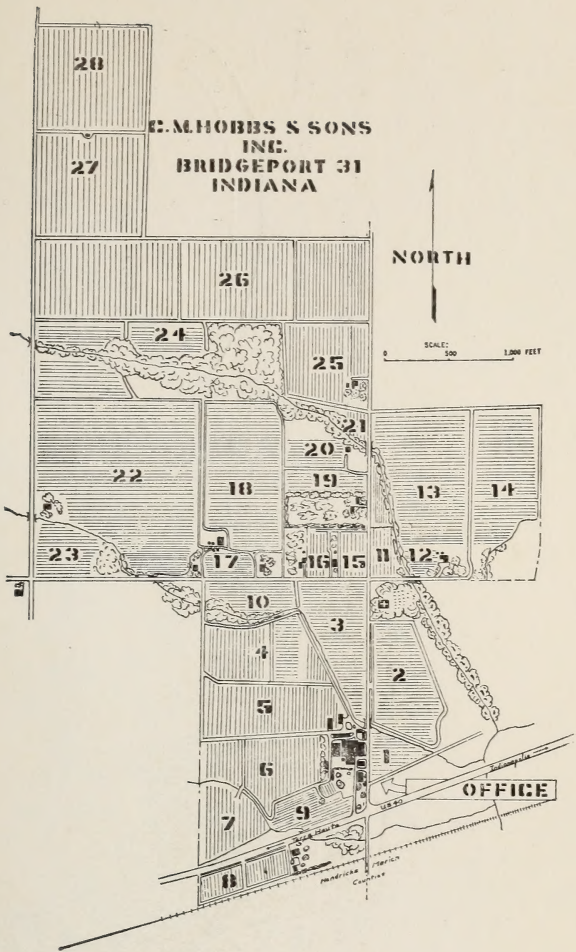 28
C.M.HOBBS & SONS
INC.
BRIDGEPORT 31
INDIANA
27
NORTH
26
SCALE:
0 500 1,000 FEET
24
25
21
20
22
18
19
13
14
23
17
16
15
11
12
10
3
4
2
5
6
1
Indianapolis
OFFICE
US 40
9
7
Terre Haute
8
Hendricks Marion
Counties